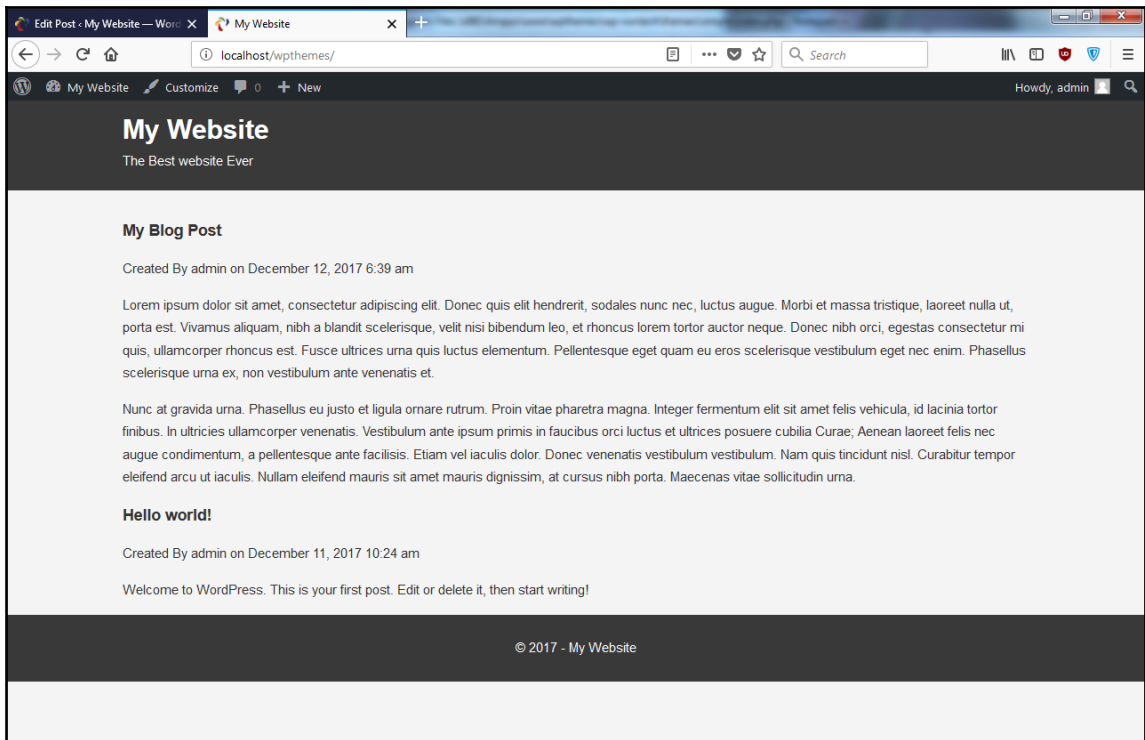 Edit Post ‹ My Website — Word
My Website
localhost/wpthemes/
Search
My Website Customize 0 New
Howdy, admin
My Website
The Best website Ever
My Blog Post
Created By admin on December 12, 2017 6:39 am
Lorem ipsum dolor sit amet, consectetur adipiscing elit. Donec quis elit hendrerit, sodales nunc nec, luctus augue. Morbi et massa tristique, laoreet nulla ut,
porta est. Vivamus aliquam, nibh a blandit scelerisque, velit nisi bibendum leo, et rhoncus lorem tortor auctor neque. Donec nibh orci, egestas consectetur mi
quis, ullamcorper rhoncus est. Fusce ultrices urna quis luctus elementum. Pellentesque eget quam eu eros scelerisque vestibulum eget nec enim. Phasellus
scelerisque urna ex, non vestibulum ante venenatis et.
Nunc at gravida urna. Phasellus eu justo et ligula ornare rutrum. Proin vitae pharetra magna. Integer fermentum elit sit amet felis vehicula, id lacinia tortor
finibus. In ultricies ullamcorper venenatis. Vestibulum ante ipsum primis in faucibus orci luctus et ultrices posuere cubilia Curae; Aenean laoreet felis nec
augue condimentum, a pellentesque ante facilisis. Etiam vel iaculis dolor. Donec venenatis vestibulum vestibulum. Nam quis tincidunt nisl. Curabitur tempor
eleifend arcu ut iaculis. Nullam eleifend mauris sit amet mauris dignissim, at cursus nibh porta. Maecenas vitae sollicitudin urna.
Hello world!
Created By admin on December 11, 2017 10:24 am
Welcome to WordPress. This is your first post. Edit or delete it, then start writing!
© 2017 - My Website